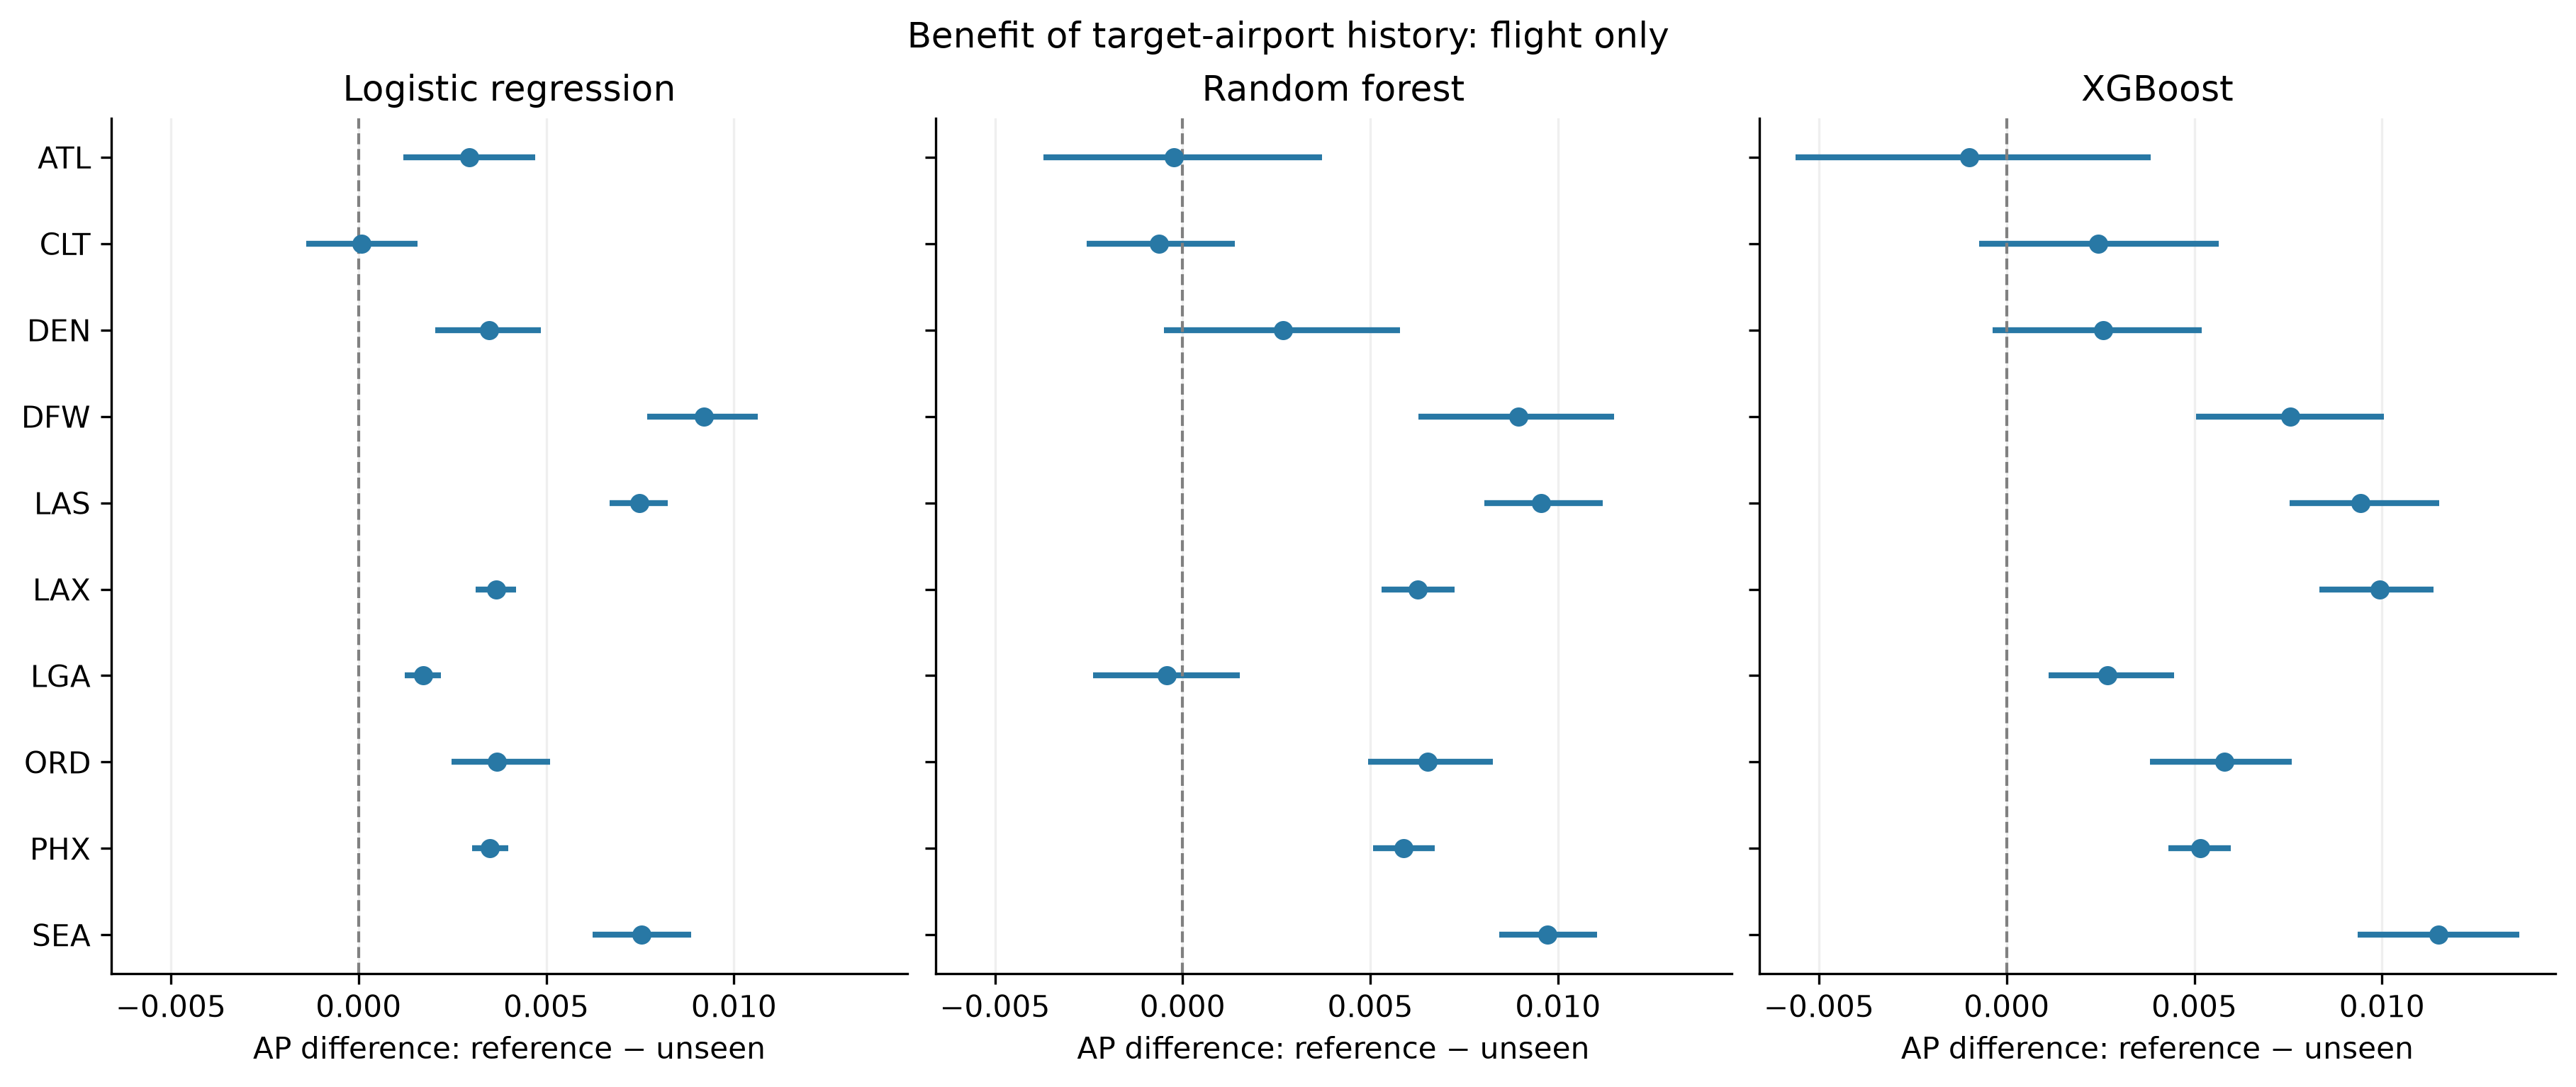 Benefit of target-airport history: flight only
Logistic regression
Random forest
XGBoost
ATL
CLT
DEN
DFW
LAS
LAX
LGA
ORD
PHX
SEA
−0.005 0.000 0.005 0.010
−0.005 0.000 0.005 0.010
−0.005 0.000 0.005 0.010
AP difference: reference − unseen
AP difference: reference − unseen
AP difference: reference − unseen